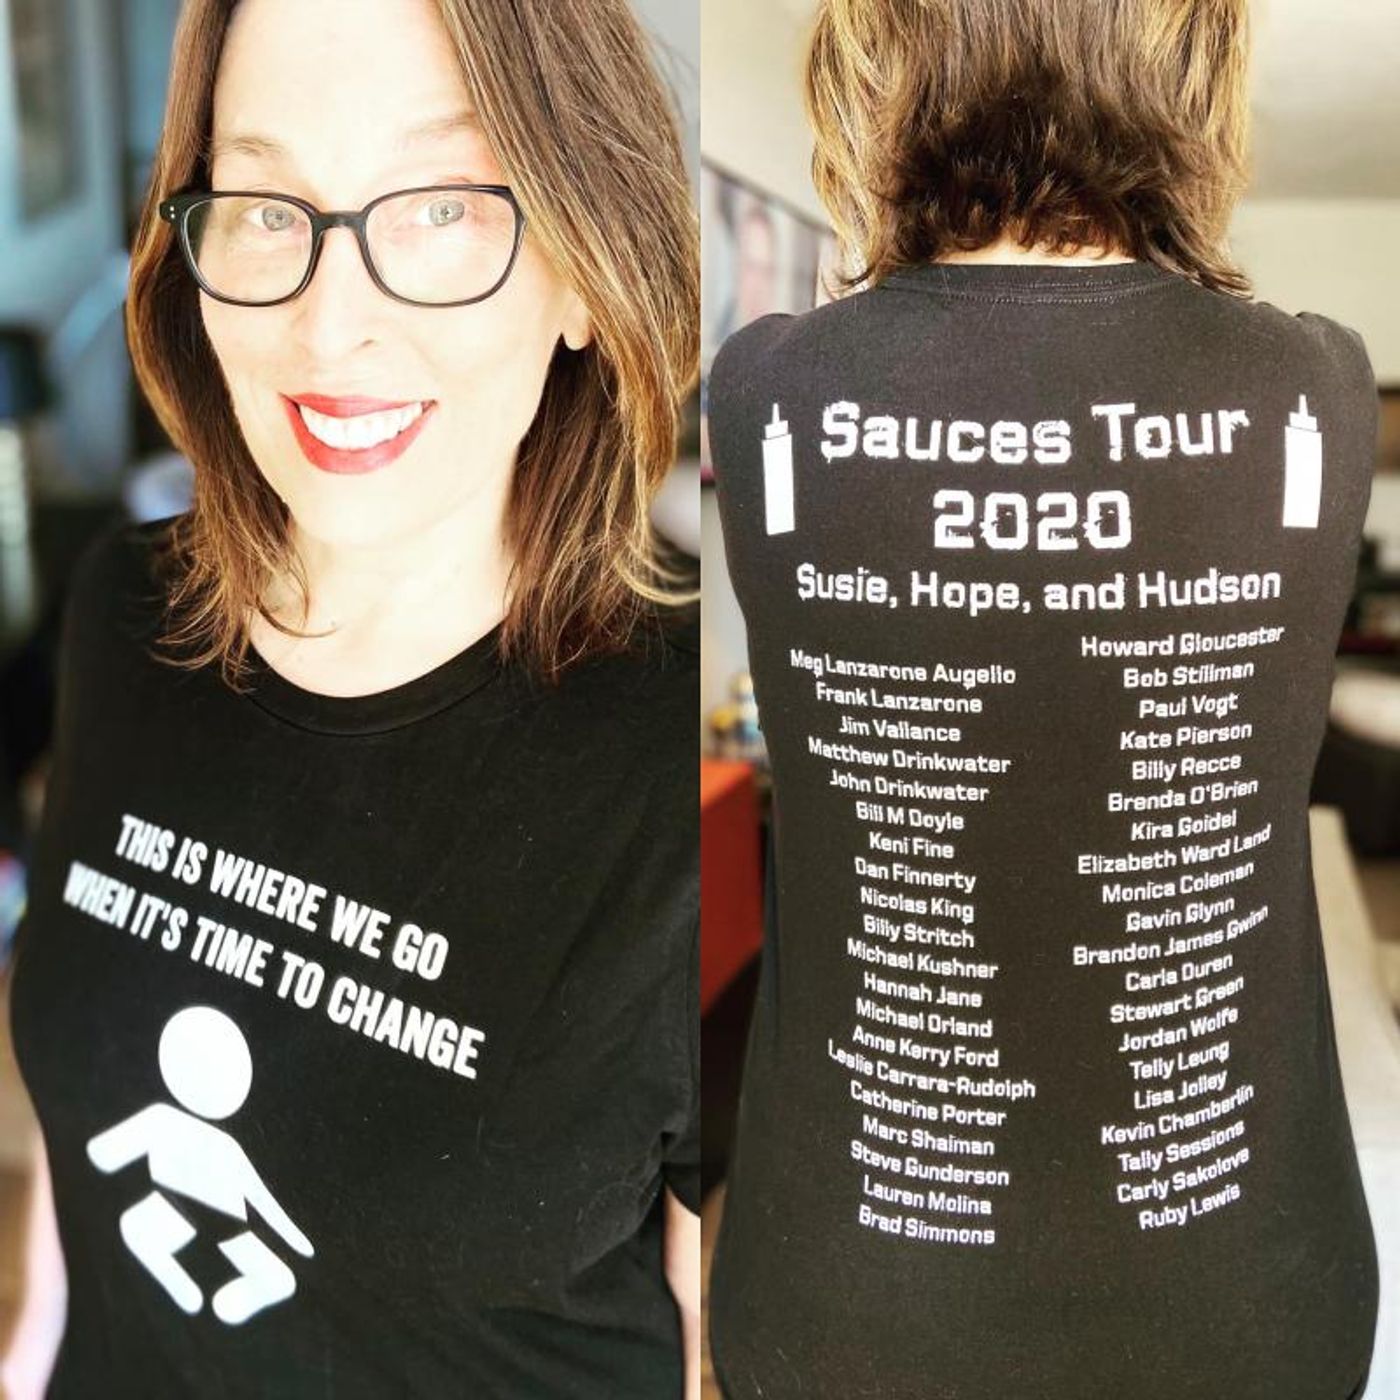 THIS IS WHERE WE GO
WHEN IT'S TIME TO CHANGE
Sauces Tour
2020
Susie, Hope, and Hudson
Meg Lanzarone Augello
Frank Lanzarone
Jim Vallance
Matthew Drinkwater
John Drinkwater
Bill M Doyle
Keni Fine
Dan Finnerty
Nicolas King
Billy Stritch
Michael Kushner
Hannah Jane
Michael Orland
Anne Kerry Ford
Leslie Carrara-Rudolph
Catherine Porter
Marc Shaiman
Steve Gunderson
Lauren Molina
Brad Simmons
Howard Gloucester
Bob Stillman
Paul Vogt
Kate Pierson
Billy Recce
Brenda O'Brien
Kira Goidel
Elizabeth Ward Land
Monica Coleman
Gavin Glynn
Brandon James Gwinn
Carla Duren
Stewart Green
Jordan Wolfe
Telly Leung
Lisa Jolley
Kevin Chamberlin
Tally Sessions
Carly Sakolove
Ruby Lewis